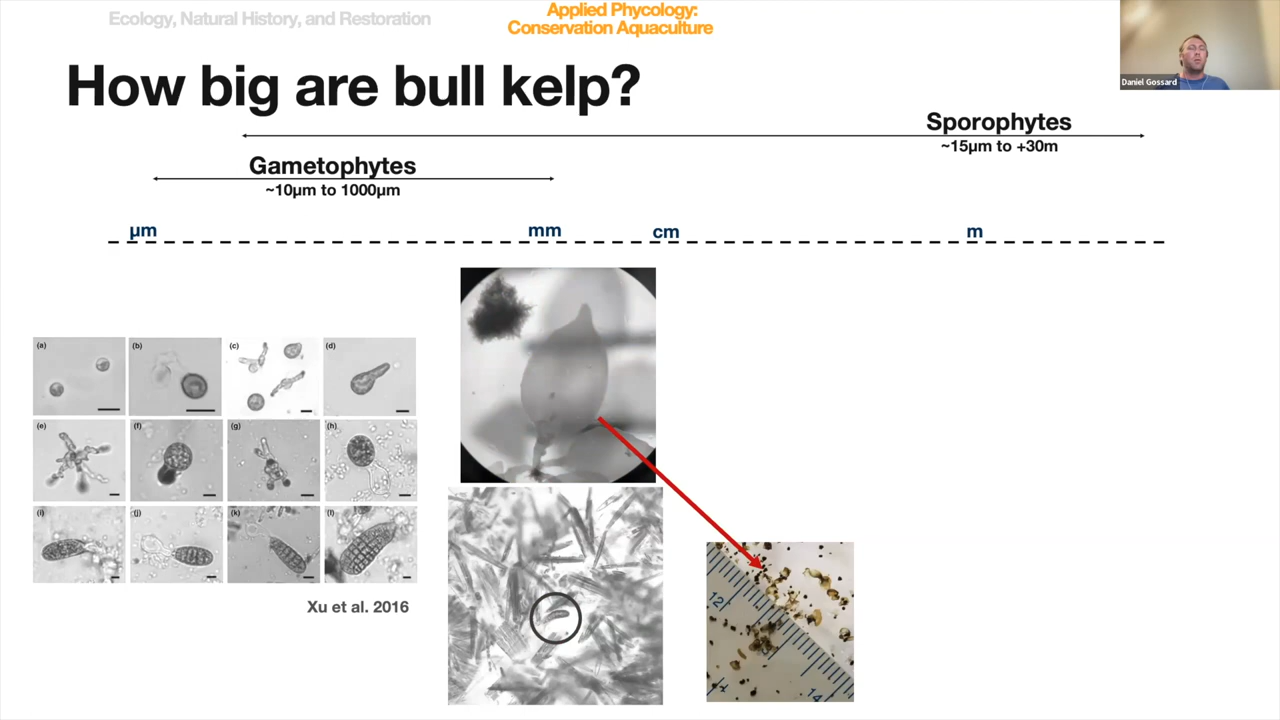 Ecology, Natural History, and Restoration
Applied Phycology:
Conservation Aquaculture
Daniel Gossard
How big are bull kelp?
Sporophytes
~15µm to +30m
Gametophytes
~10µm to 1000µm
µm
mm
cm
m
(a)
(b)
(c)
(d)
(e)
(f)
(g)
(h)
(i)
(j)
(k)
(l)
Xu et al. 2016
12
14